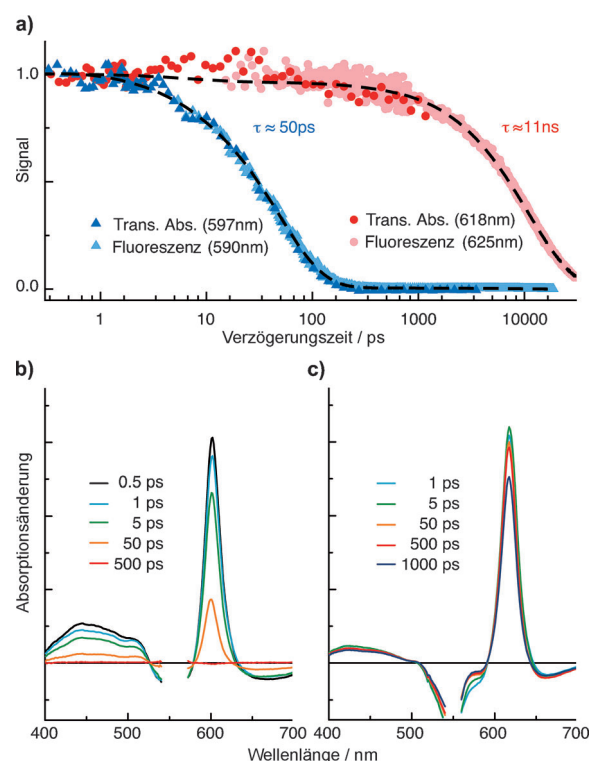 a)
Signal
1.0
0.0
τ ≈ 50ps
τ ≈ 11ns
Trans. Abs. (597nm)
Fluoreszenz (590nm)
Trans. Abs. (618nm)
Fluoreszenz (625nm)
1 10 100 1000 10000
Verzögerungszeit / ps
b)
c)
Absorptionsänderung
0.5 ps
1 ps
5 ps
50 ps
500 ps
1 ps
5 ps
50 ps
500 ps
1000 ps
400 500 600 700
400 500 600 700
Wellenlänge / nm